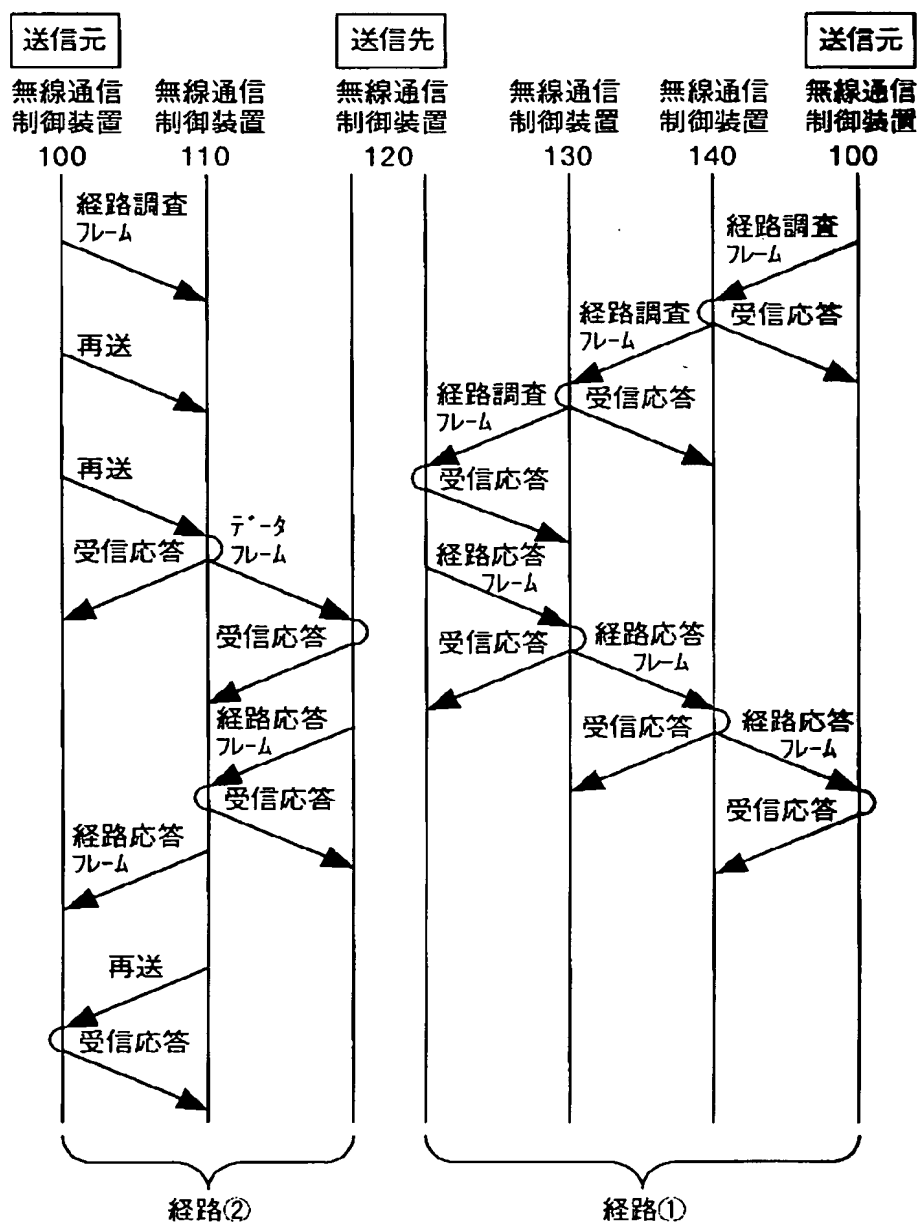 送信元
送信先
送信元
無線通信
制御装置
100
無線通信
制御装置
110
無線通信
制御装置
120
無線通信
制御装置
130
無線通信
制御装置
140
無線通信
制御装置
100
経路調査
フレーム
再送
再送
受信応答
データ
フレーム
受信応答
経路応答
フレーム
受信応答
経路応答
フレーム
再送
受信応答
経路②
経路調査
フレーム
受信応答
経路調査
フレーム
受信応答
経路調査
フレーム
受信応答
経路応答
フレーム
受信応答
経路応答
フレーム
受信応答
経路応答
フレーム
受信応答
経路①